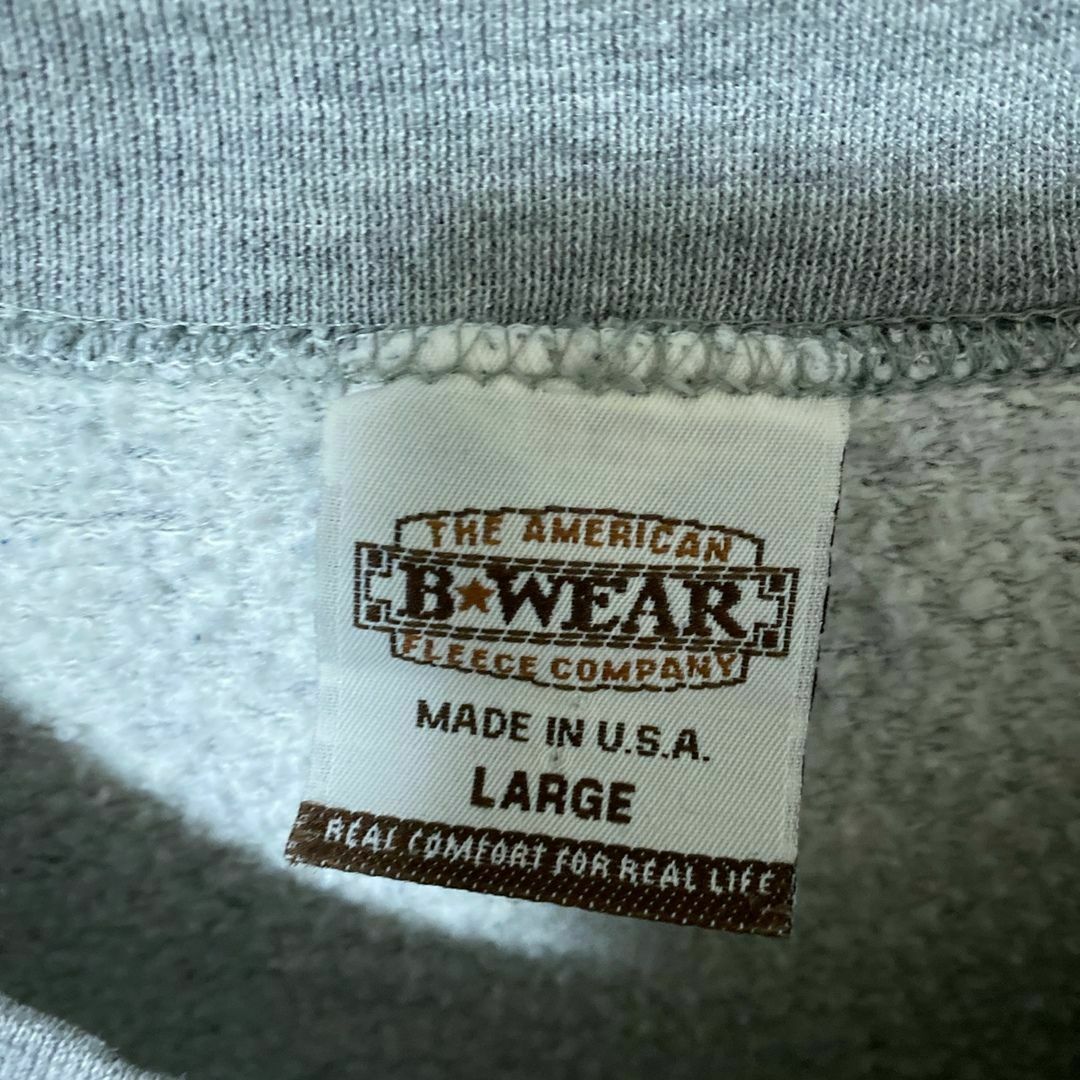 THE AMERICAN
B★WEAR
FLEECE COMPANY
MADE IN U.S.A.
LARGE
REAL COMFORT FOR REAL LIFE